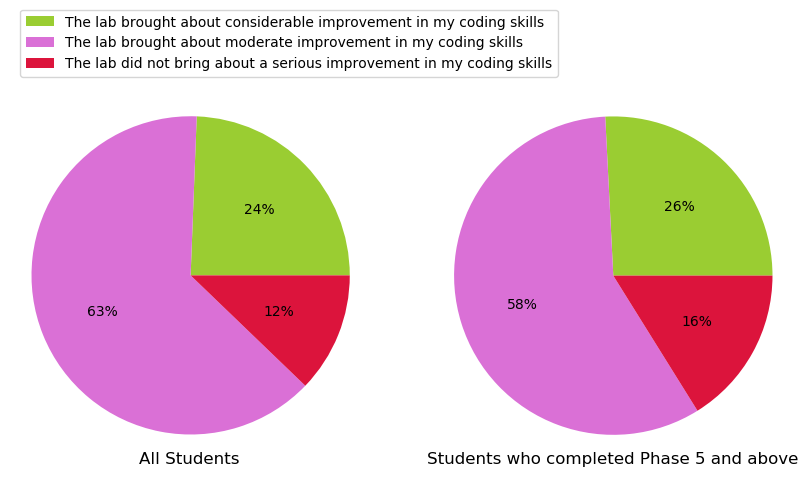 The lab brought about considerable improvement in my coding skills
The lab brought about moderate improvement in my coding skills
The lab did not bring about a serious improvement in my coding skills
24%
63%
12%
All Students
26%
58%
16%
Students who completed Phase 5 and above